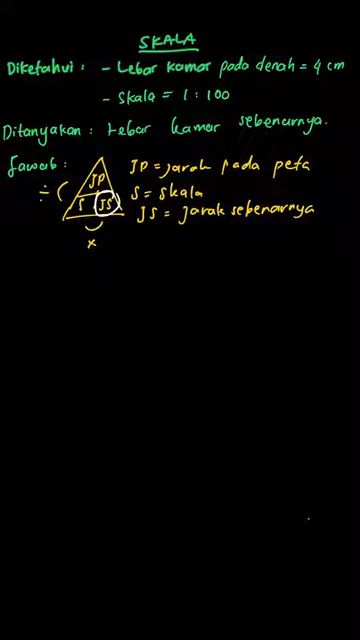 SKALA
Diketahui : - Lebar kamar pada denah = 4 cm
- Skala = 1 : 100
Ditanyakan : Lebar kamar sebenarnya.
Jawab :
JP = jarak pada peta
JP
S = skala
÷ S JS
JS = jarak sebenarnya
x